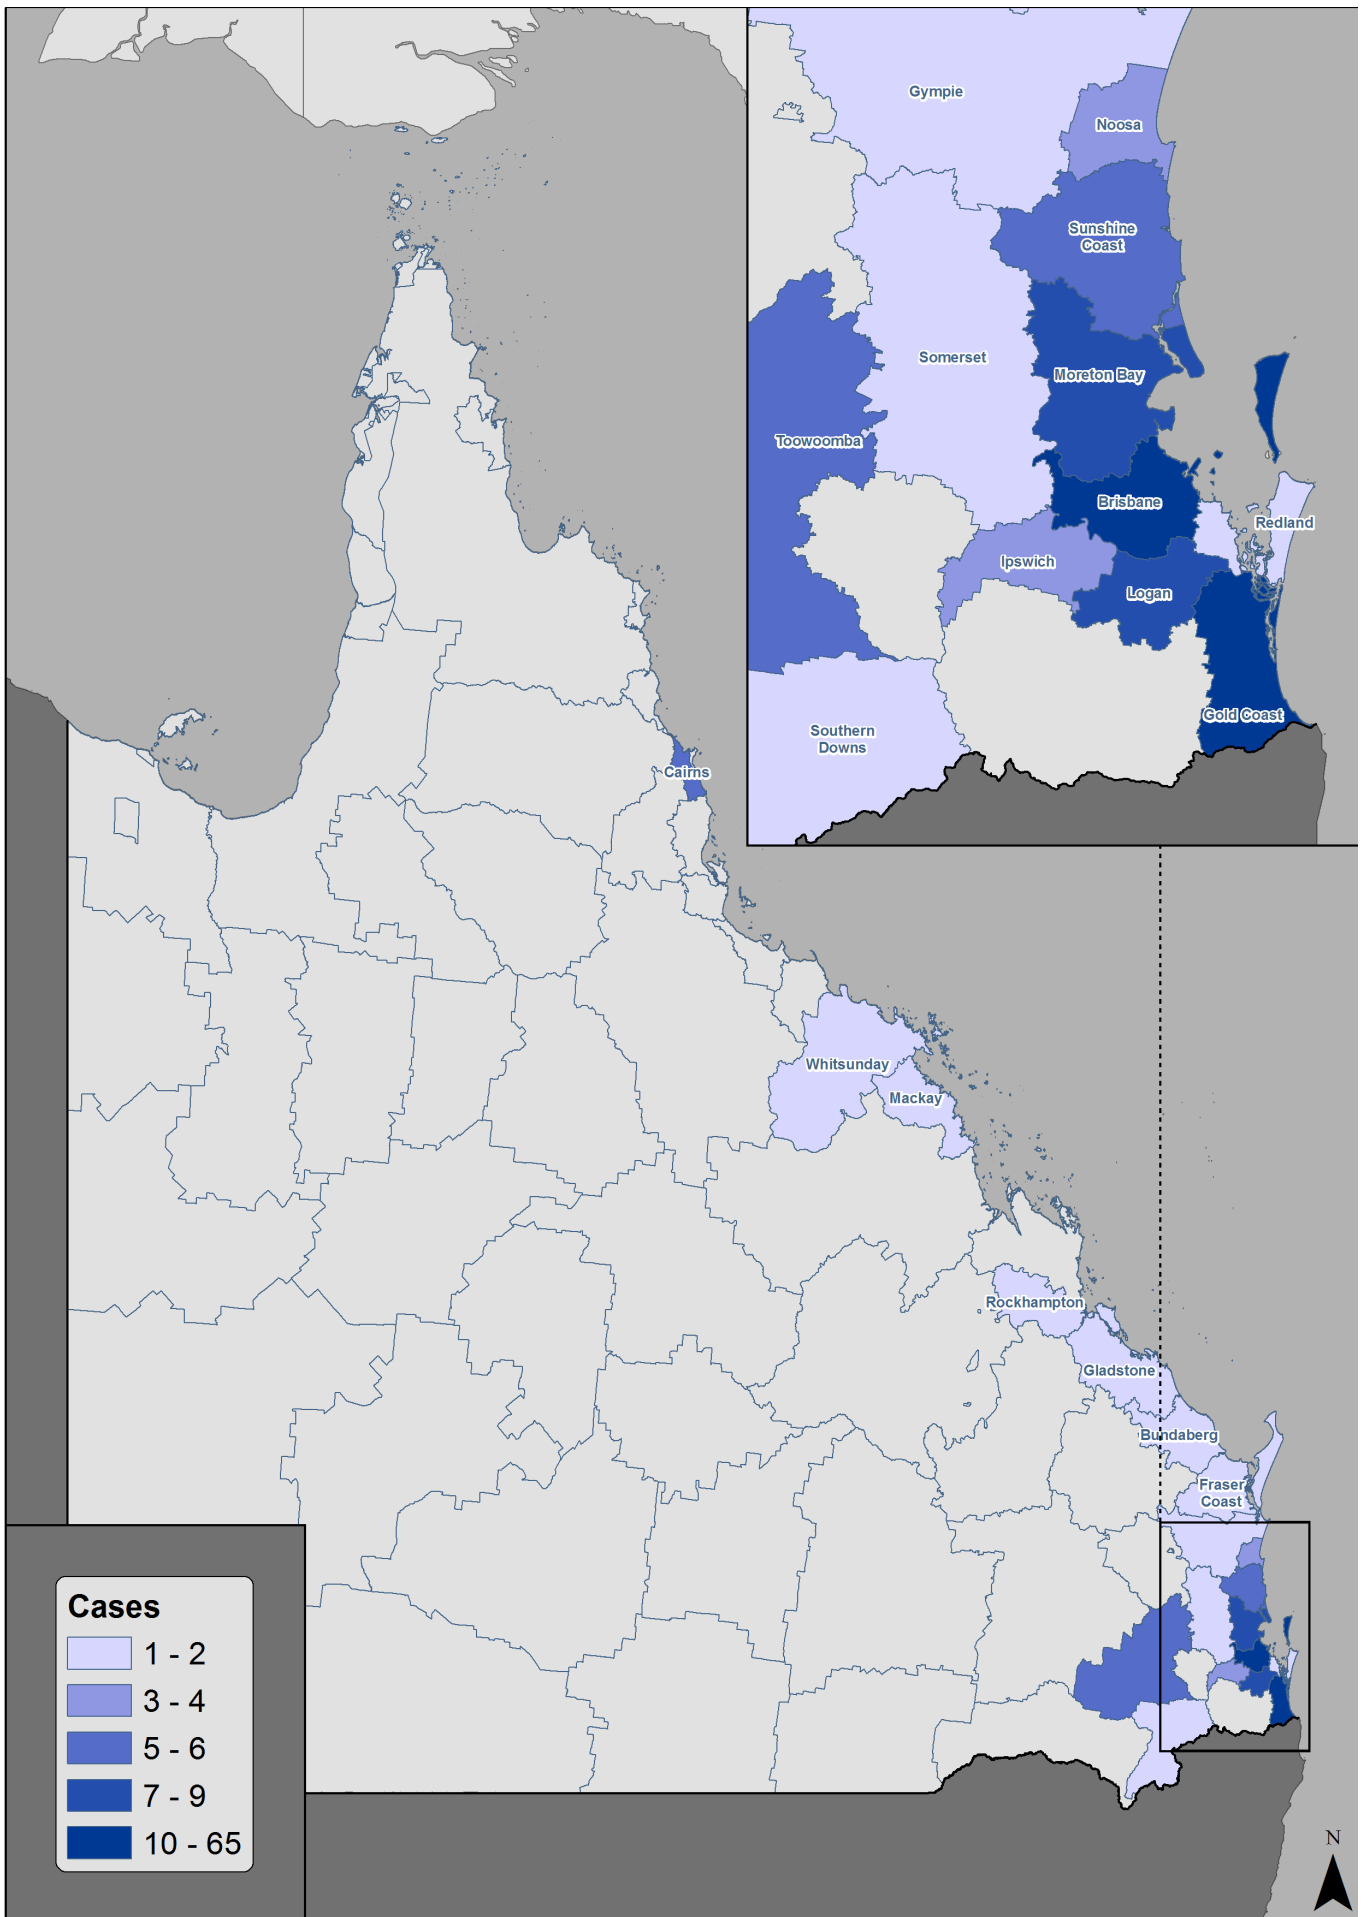 Gympie
Noosa
Sunshine
Coast
Somerset
Moreton Bay
Toowoomba
Brisbane
Redland
Ipswich
Logan
Gold Coast
Southern
Downs
Cairns
Whitsunday
Mackay
Rockhampton
Gladstone
Bundaberg
Fraser
Coast
Cases
1 - 2
3 - 4
5 - 6
7 - 9
10 - 65
N